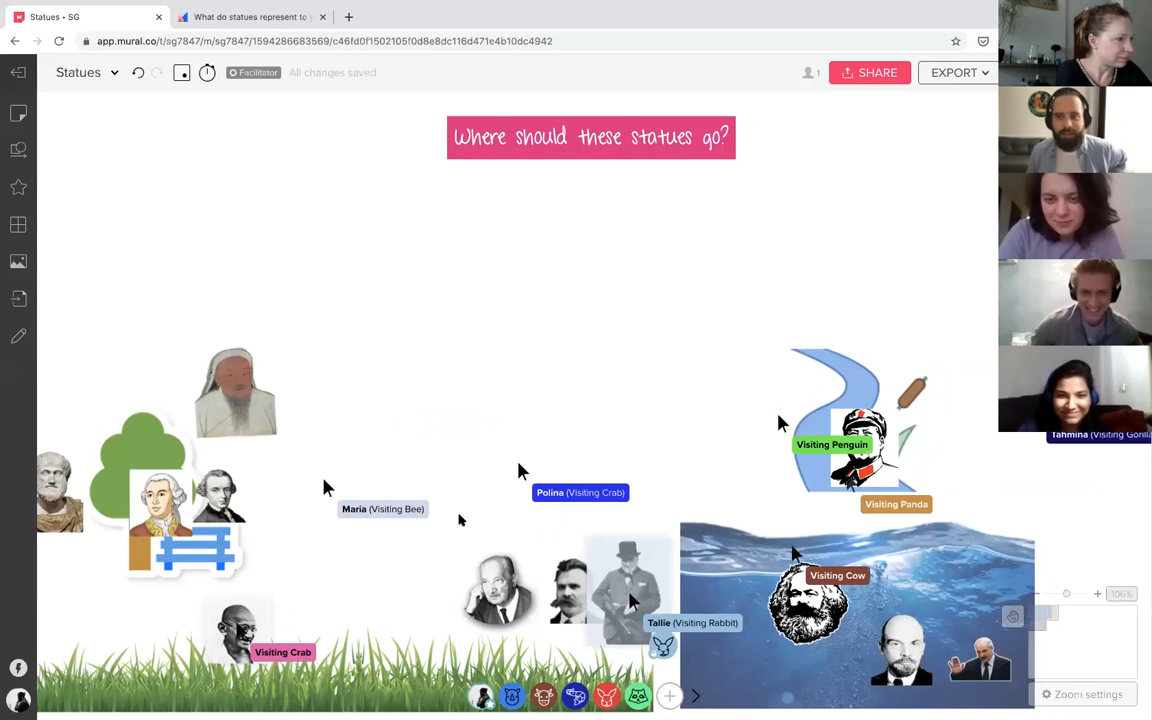 Statues • SG
What do statues represent to y
app.mural.co/t/sg7847/m/sg7847/1594286683569/c46fd0f1502105f0d8e8dc116d471e4b10dc4942
Statues
Facilitator
All changes saved
1
SHARE
EXPORT
Where should these statues go?
Tahmina (Visiting Gorilla
Visiting Penguin
Polina (Visiting Crab)
Maria (Visiting Bee)
Visiting Panda
Visiting Cow
106%
Tallie (Visiting Rabbit)
Visiting Crab
Zoom settings